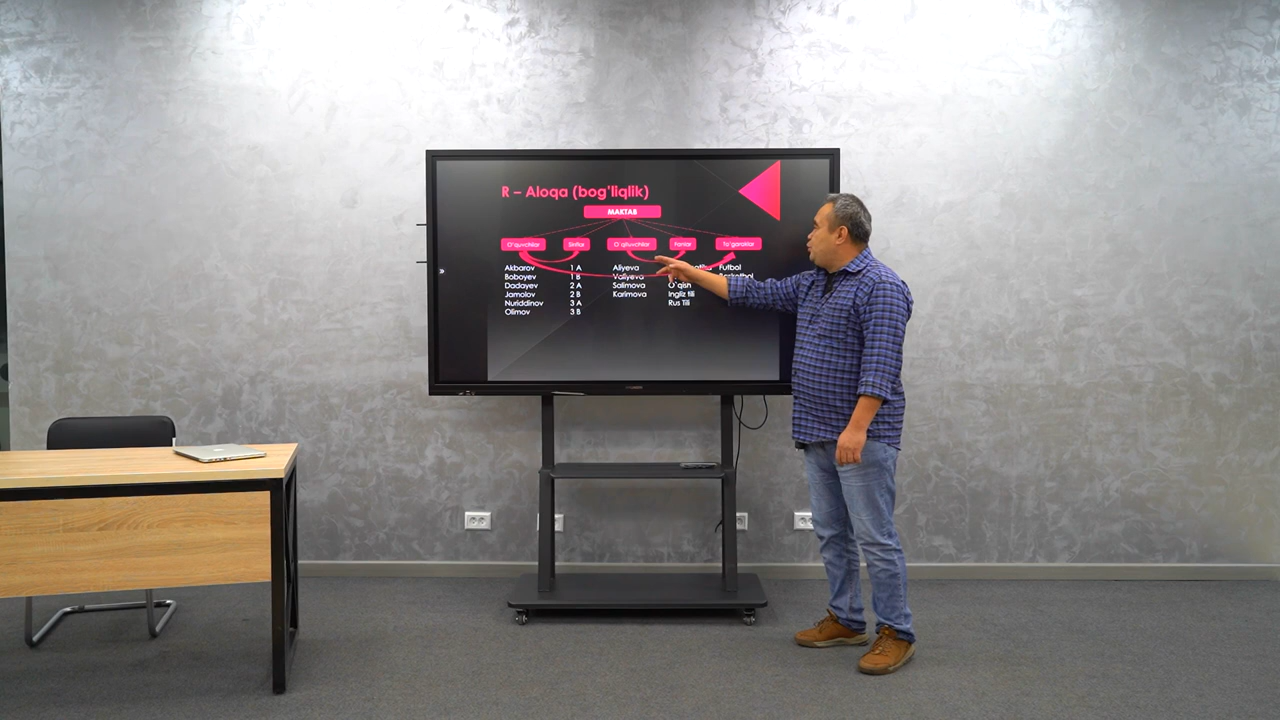 R – Aloqa (bog'liqlik)
MAKTAB
O'quvchilar Sinflar O'qituvchilar Fanlar To'garaklar
Akbarov 1 A Aliyeva Futbol
Boboyev 1 B Valiyeva Basketbol
Dadayev 2 A Salimova O'qish
Jamolov 2 B Karimova Ingliz tili
Nuriddinov 3 A Rus Tili
Olimov 3 B